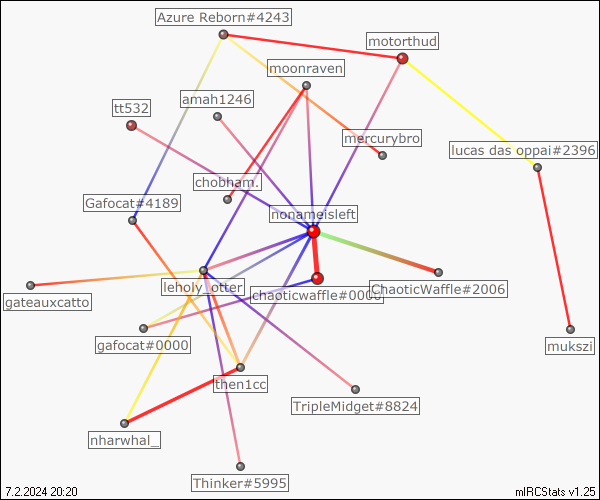 Azure Reborn#4243
motorthud
moonraven
amah1246
tt532
mercurybro
lucas das oppai#2396
chobham.
Gafocat#4189
nonameisleft
leholy_otter
chaoticwaffle#0000
ChaoticWaffle#2006
gateauxcatto
gafocat#0000
mukszi
then1cc
TripleMidget#8824
nharwhal_
Thinker#5995
7.2.2024 20:20
mIRCStats v1.25